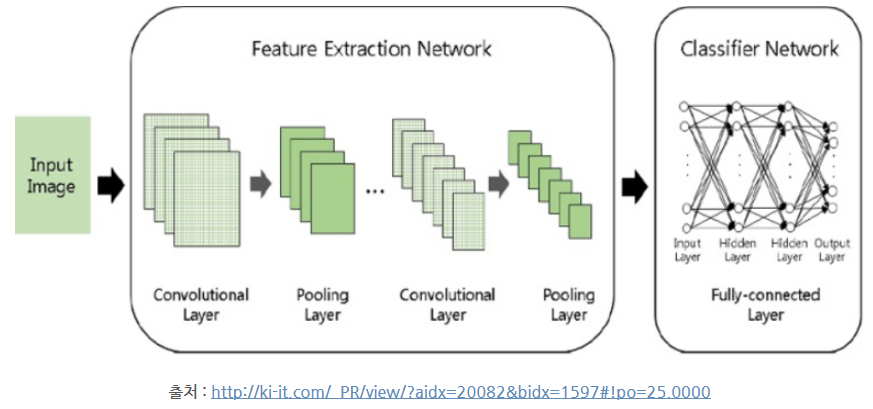 Feature Extraction Network
Classifier Network
Input
Image
...
Convolutional
Layer
Pooling
Layer
Convolutional
Layer
Pooling
Layer
Input
Layer
Hidden
Layer
Hidden
Layer
Output
Layer
Fully-connected
Layer
출처 : http://ki-it.com/_PR/view/?aidx=20082&bidx=1597#!po=25.0000